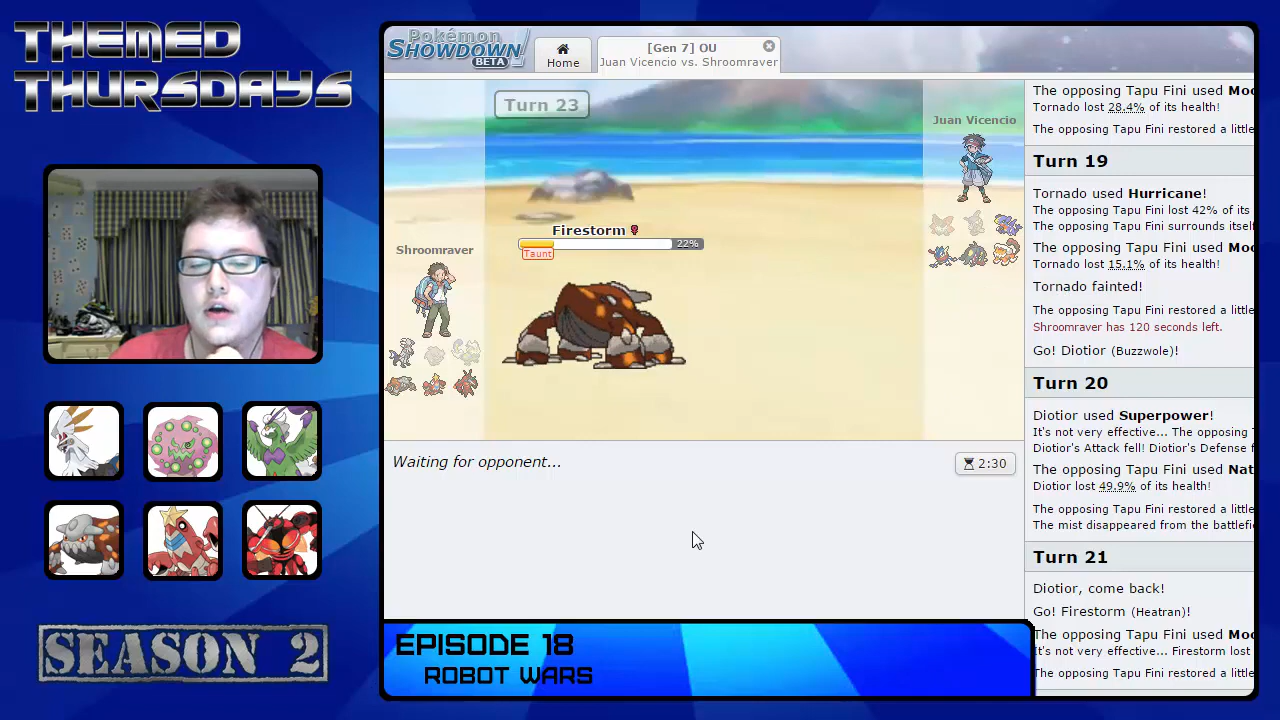 THEMED
THURSDAYS
Pokémon
SHOWDOWN
BETA
Home
[Gen 7] OU
Juan Vicencio vs. Shroomraver
Turn 23
Juan Vicencio
Firestorm
22%
Taunt
Shroomraver
Waiting for opponent...
2:30
The opposing Tapu Fini used Moo
Tornado lost 28.4% of its health!
The opposing Tapu Fini restored a little
Turn 19
Tornado used Hurricane!
The opposing Tapu Fini lost 42% of its
The opposing Tapu Fini surrounds itself
The opposing Tapu Fini used Moo
Tornado lost 15.1% of its health!
Tornado fainted!
The opposing Tapu Fini restored a little
Shroomraver has 120 seconds left.
Go! Diotior (Buzzwole)!
Turn 20
Diotior used Superpower!
It's not very effective... The opposing T
Diotior's Attack fell! Diotior's Defense f
The opposing Tapu Fini used Nat
Diotior lost 49.9% of its health!
The opposing Tapu Fini restored a little
The mist disappeared from the battlefie
Turn 21
Diotior, come back!
Go! Firestorm (Heatran)!
The opposing Tapu Fini used Moo
It's not very effective... Firestorm lost
The opposing Tapu Fini restored a little
SEASON 2
EPISODE 18
ROBOT WARS